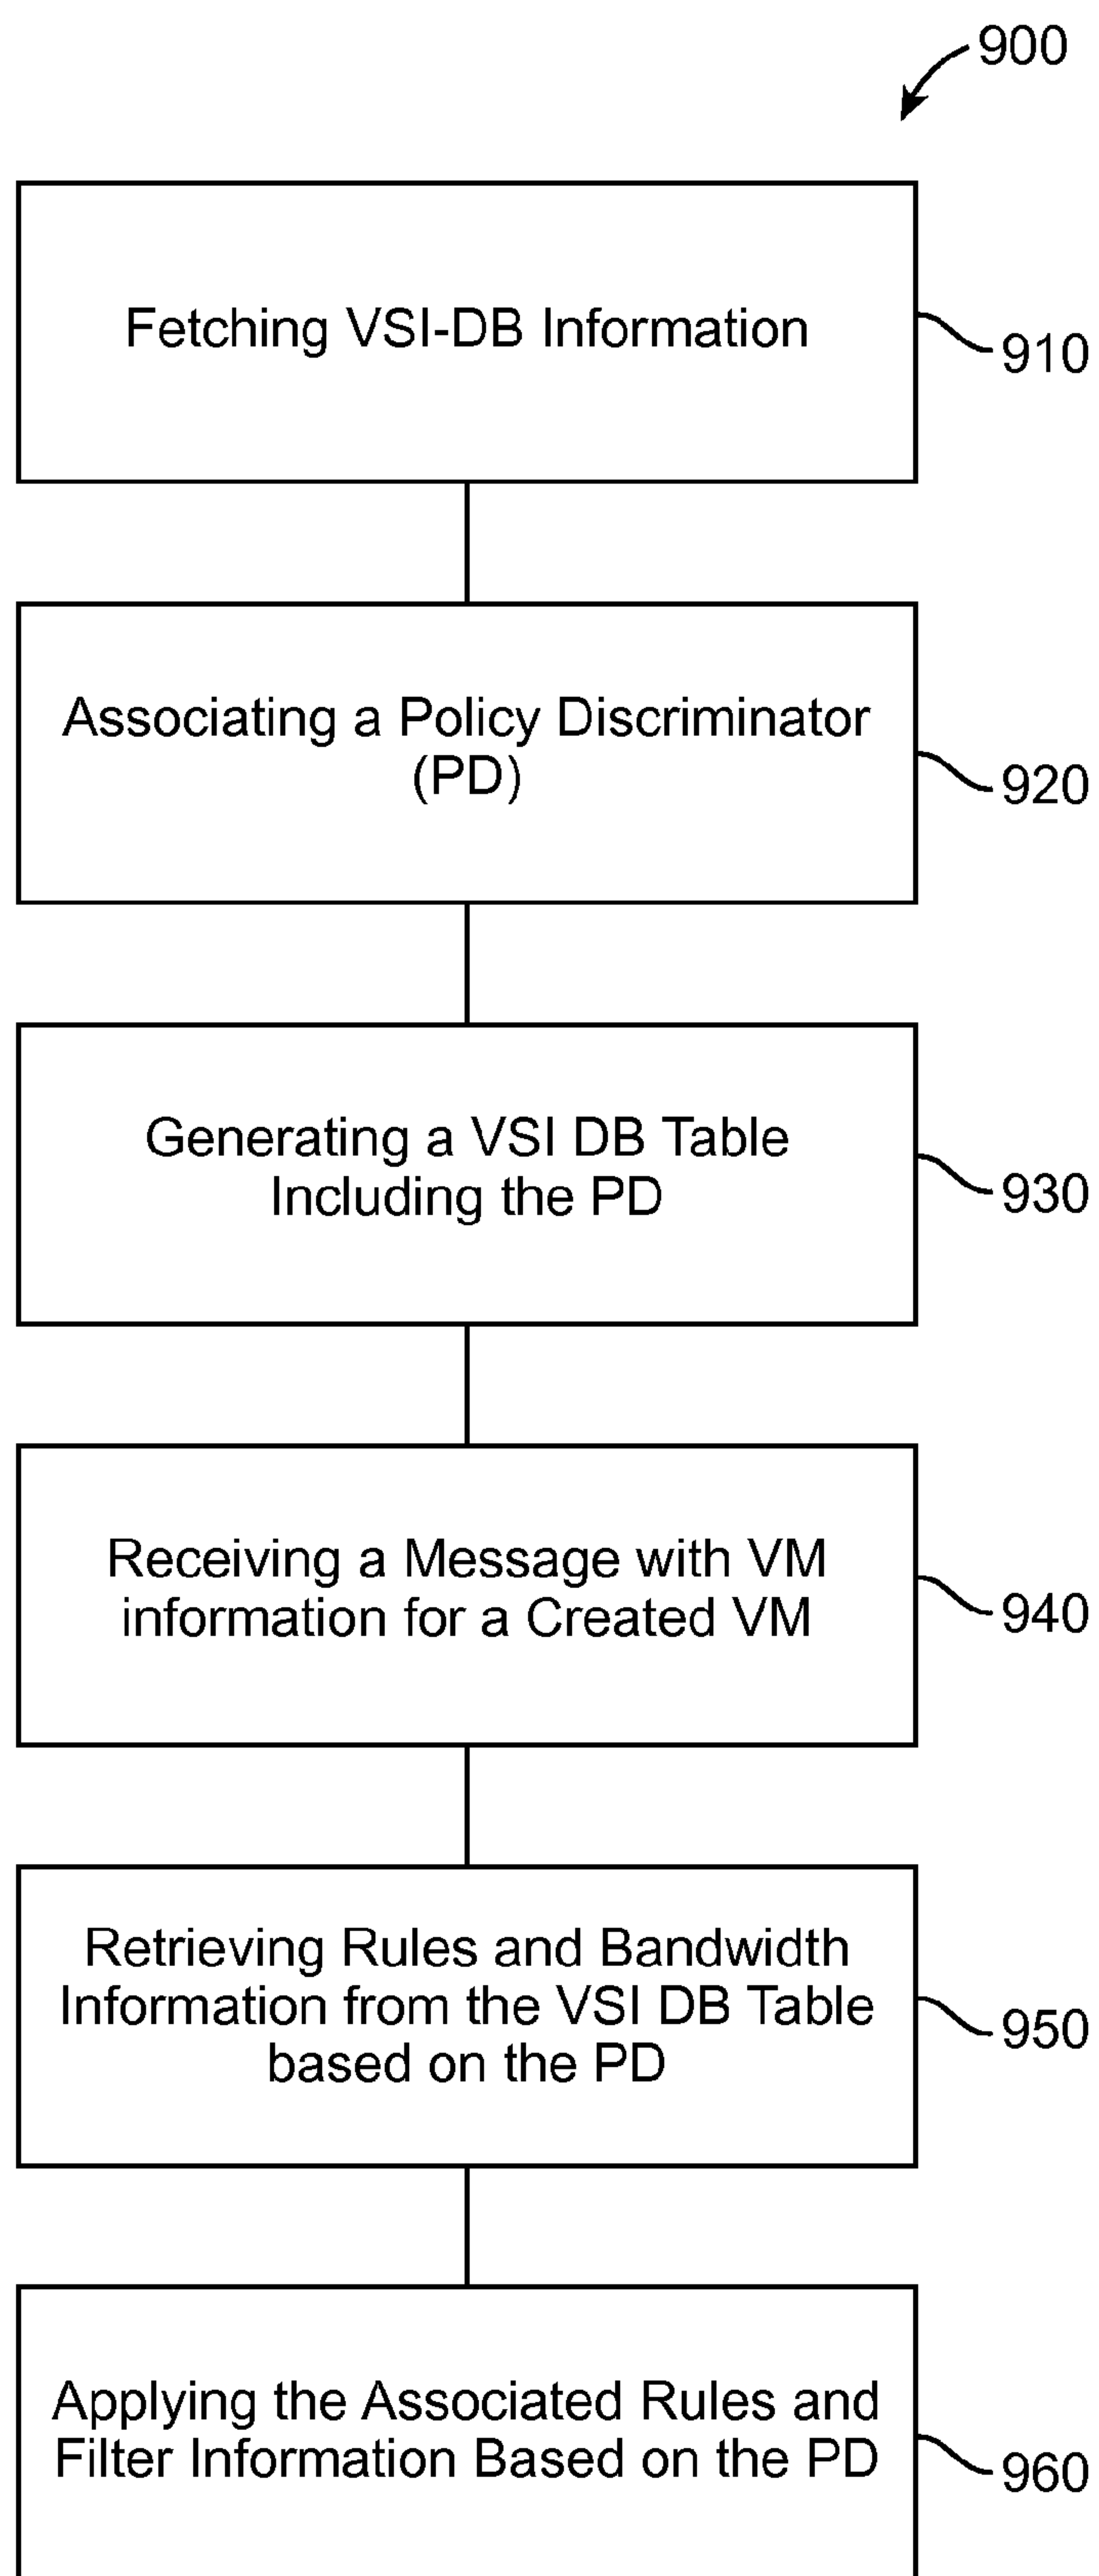 900
Fetching VSI-DB Information
910
Associating a Policy Discriminator
(PD)
920
Generating a VSI DB Table
Including the PD
930
Receiving a Message with VM
information for a Created VM
940
Retrieving Rules and Bandwidth
Information from the VSI DB Table
based on the PD
950
Applying the Associated Rules and
Filter Information Based on the PD
960